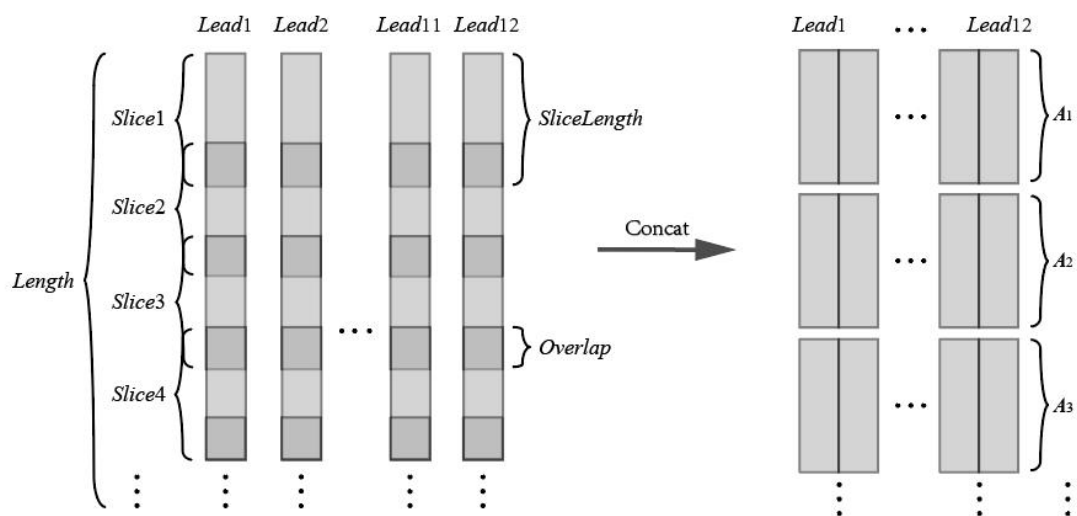 Lead1 Lead2 Lead11 Lead12
Slice1
Slice2
Slice3
Slice4
Length
SliceLength
Overlap
Concat
Lead1 Lead12
A1
A2
A3